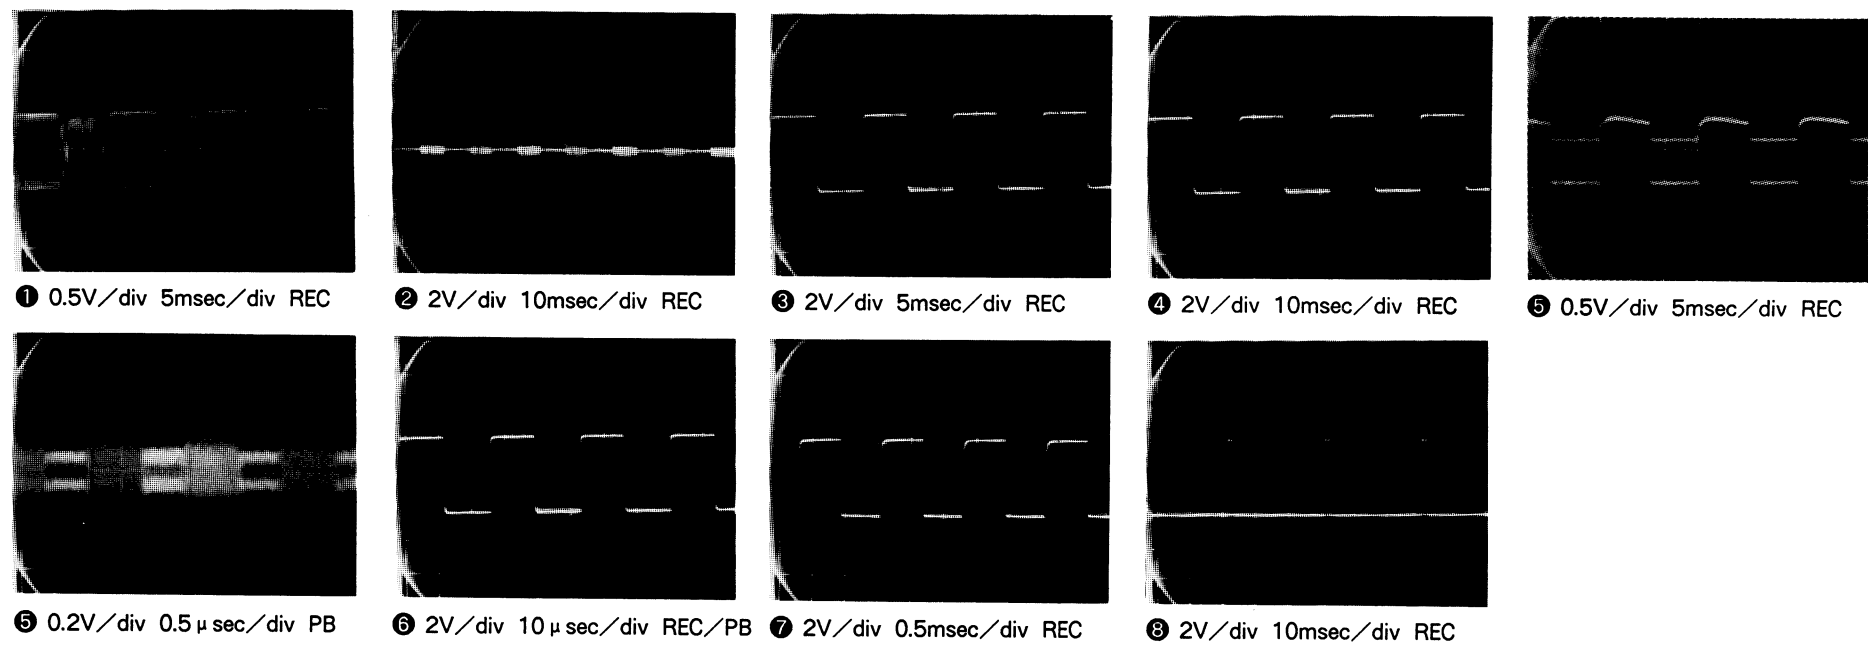 ❶ 0.5V/div 5msec/div REC
❷ 2V/div 10msec/div REC
❸ 2V/div 5msec/div REC
❹ 2V/div 10msec/div REC
❺ 0.5V/div 5msec/div REC
❺ 0.2V/div 0.5μsec/div PB
❻ 2V/div 10μsec/div REC/PB
❼ 2V/div 0.5msec/div REC
❽ 2V/div 10msec/div REC